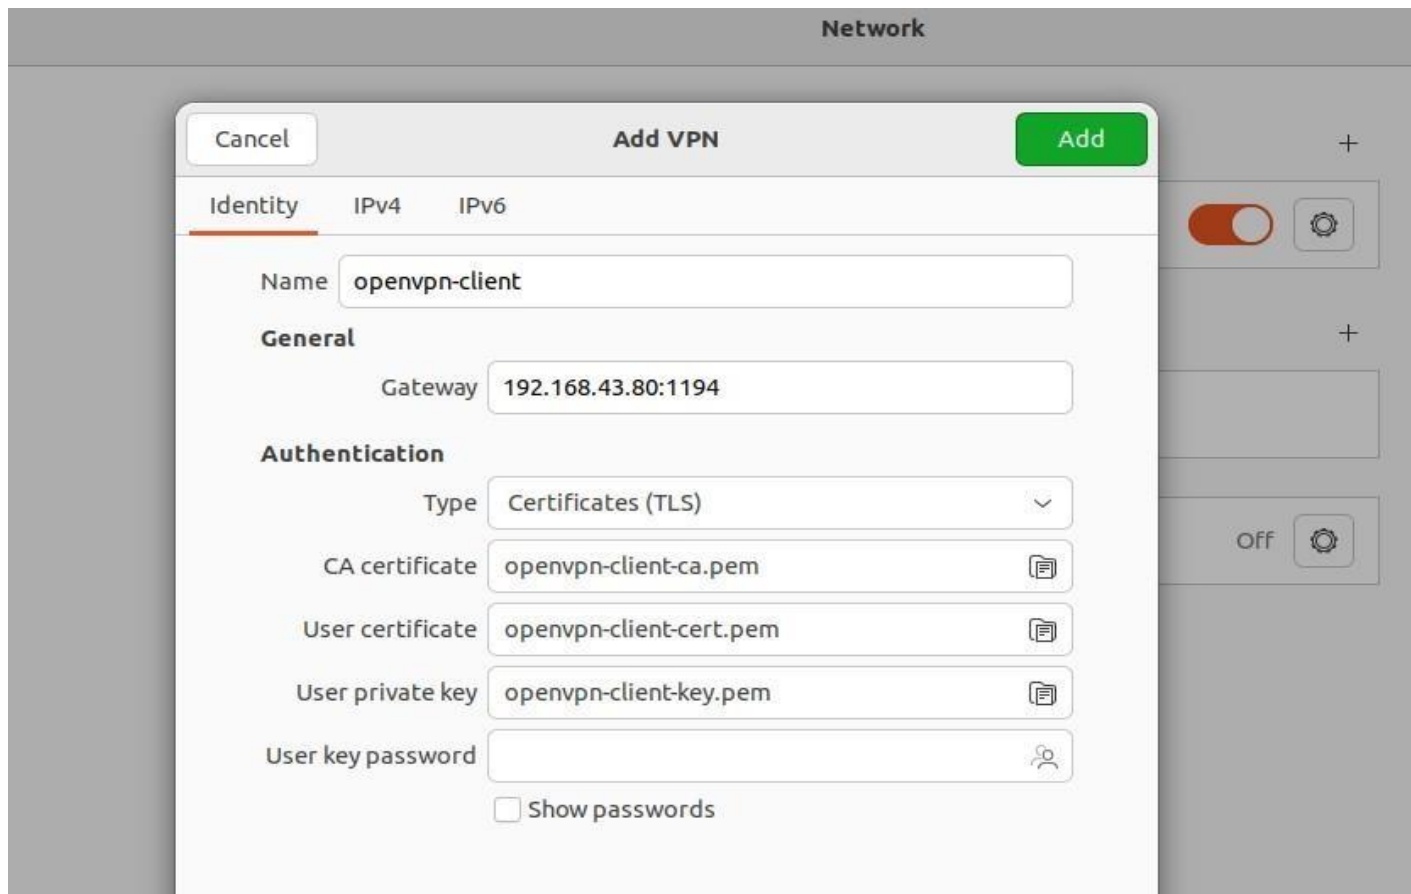 Network
Cancel Add VPN Add
Identity IPv4 IPv6
Name openvpn-client
General
Gateway 192.168.43.80:1194
Authentication
Type Certificates (TLS)
CA certificate openvpn-client-ca.pem
Off
User certificate openvpn-client-cert.pem
User private key openvpn-client-key.pem
User key password
Show passwords